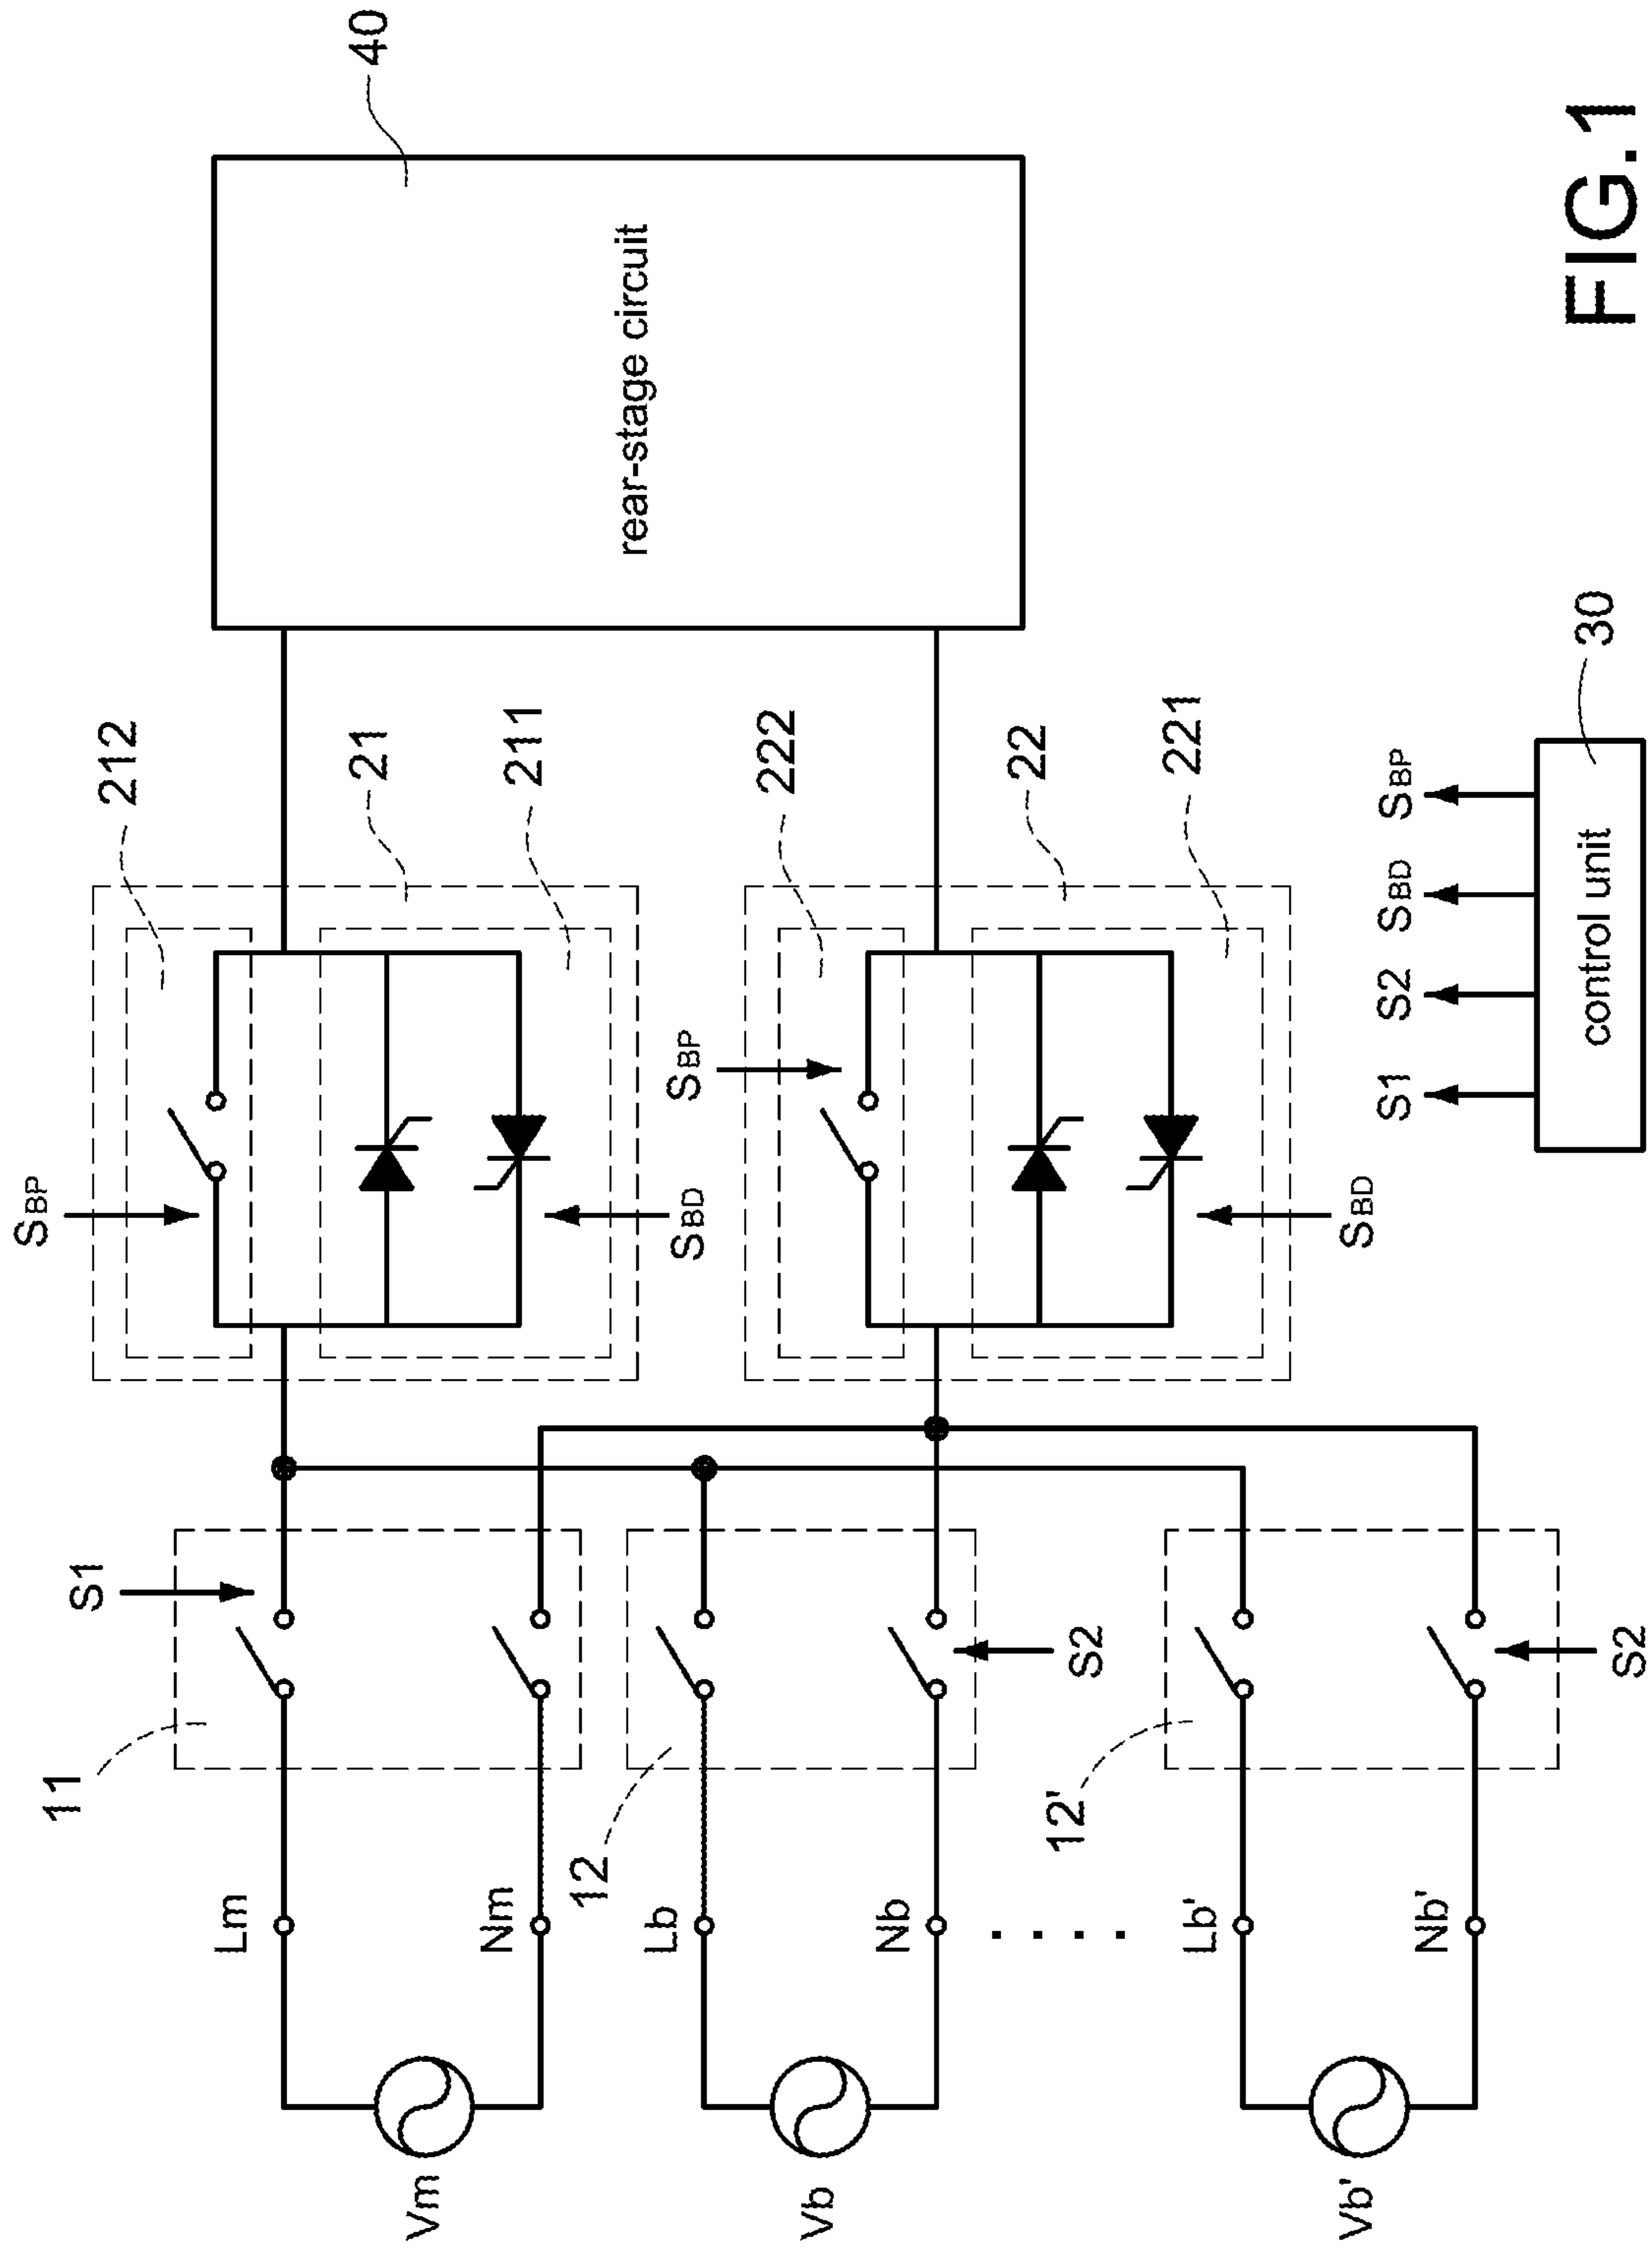 SBP
212
40
S1
21
11
211
Lm
SBD
Vm
Nm
rear-stage circuit
SBP
222
12
Lb
22
Vb
Nb
S2
221
SBD
. . . .
12'
Lb'
S1
S2
SBD
SBP
Vb'
Nb'
30
control unit
S2
FIG.1